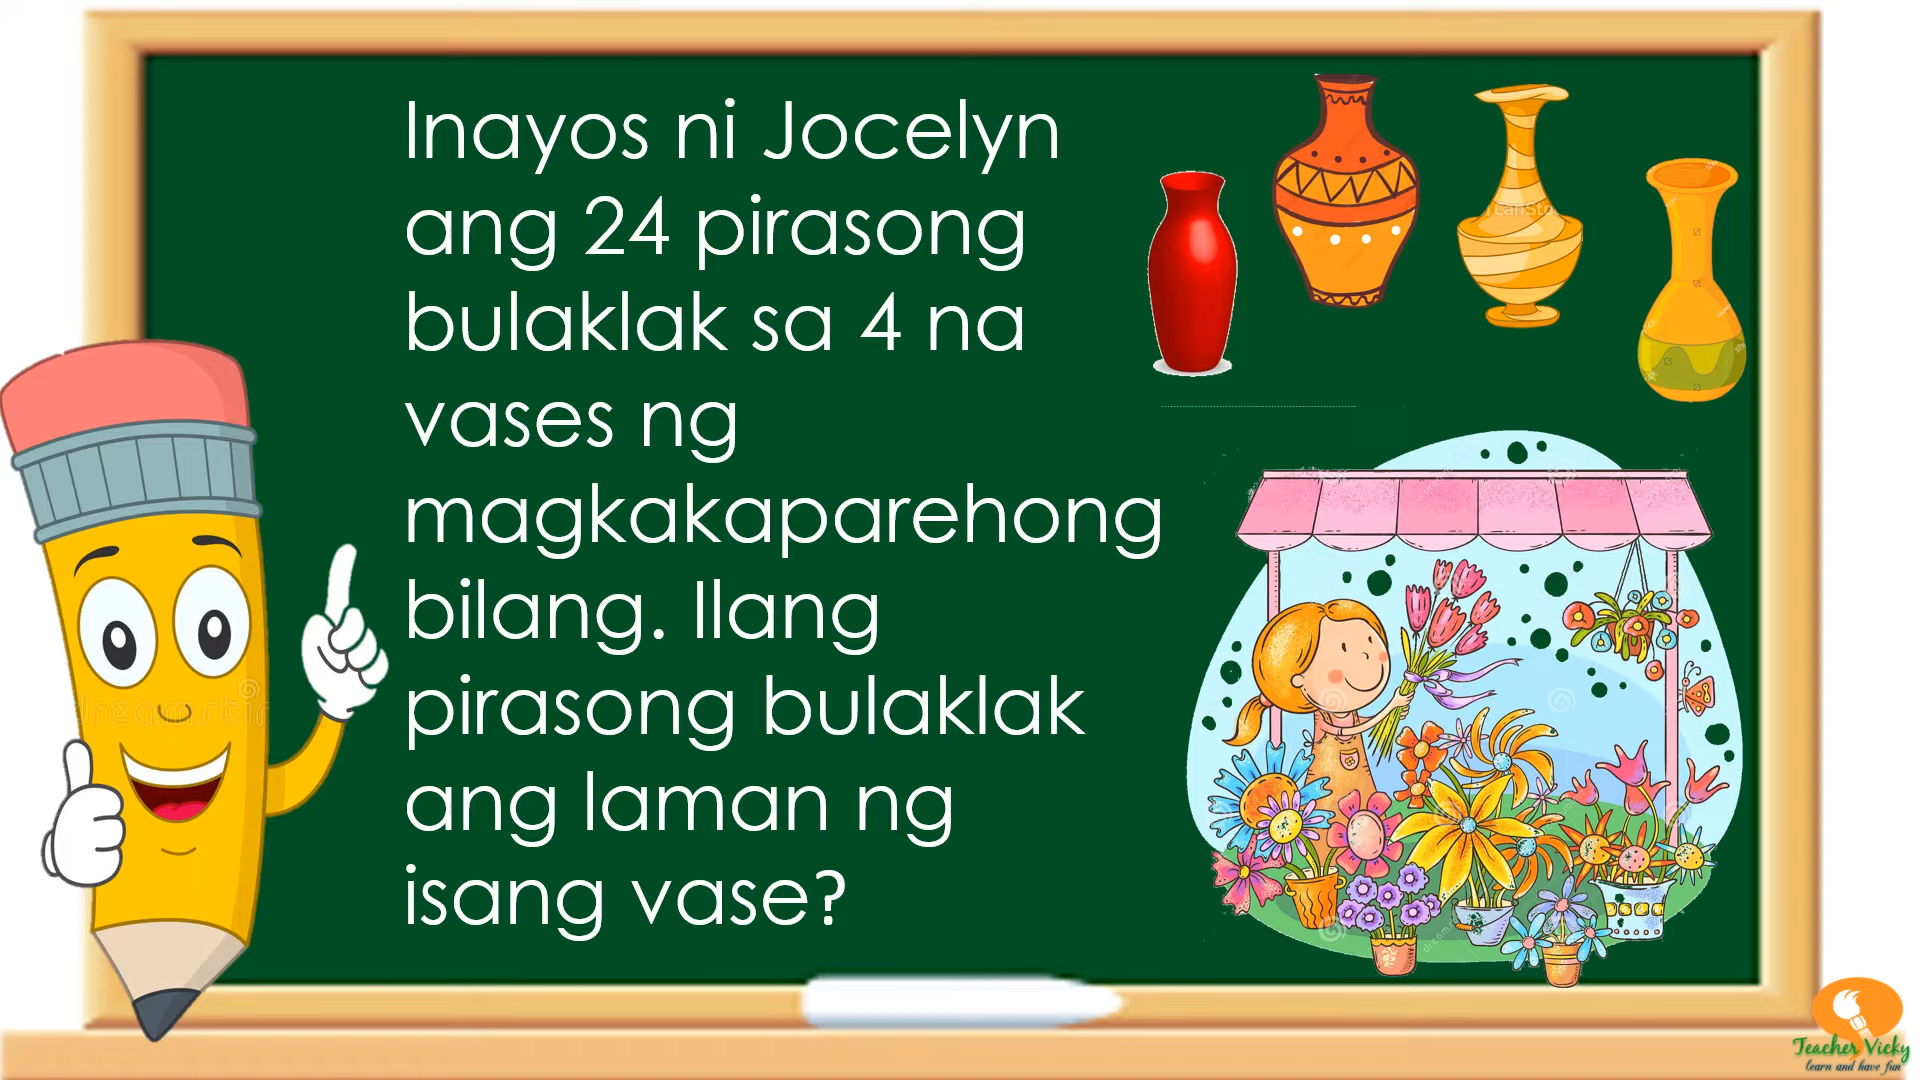 Inayos ni Jocelyn
ang 24 pirasong
bulaklak sa 4 na
vases ng
magkakaparehong
bilang. Ilang
pirasong bulaklak
ang laman ng
isang vase?
Teacher Vicky
learn and have fun